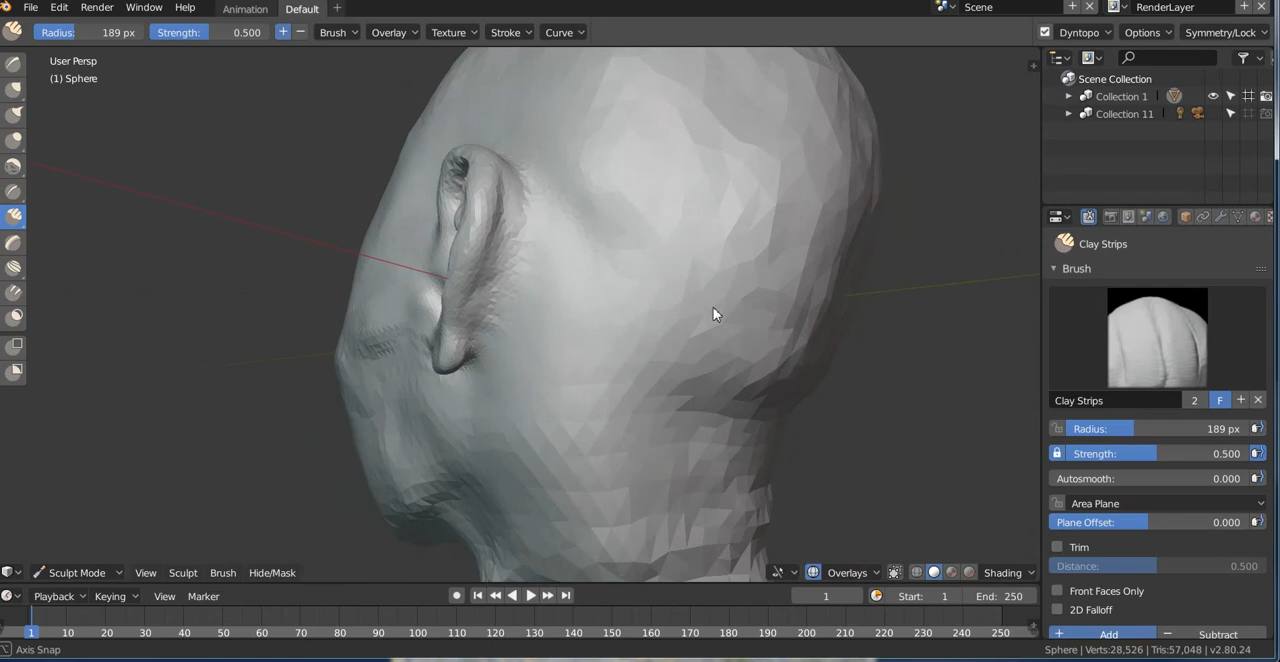 File Edit Render Window Help Animation Default + Scene RenderLayer
Radius: 189 px Strength: 0.500 Brush Overlay Texture Stroke Curve Dyntopo Options Symmetry/Lock
User Persp
(1) Sphere
Scene Collection
Collection 1
Collection 11
Clay Strips
Brush
Clay Strips 2 F
Radius: 189 px
Strength: 0.500
Autosmooth: 0.000
Area Plane
Plane Offset: 0.000
Trim
Distance: 0.500
Front Faces Only
2D Falloff
Add Subtract
Sculpt Mode View Sculpt Brush Hide/Mask Overlays Shading
Playback Keying View Marker 1 Start: 1 End: 250
1 10 20 30 40 50 60 70 80 90 100 110 120 130 140 150 160 170 180 190 200 210 220 230 240 250
Axis Snap Sphere | Verts:28,526 | Tris:57,048 | v2.80.24